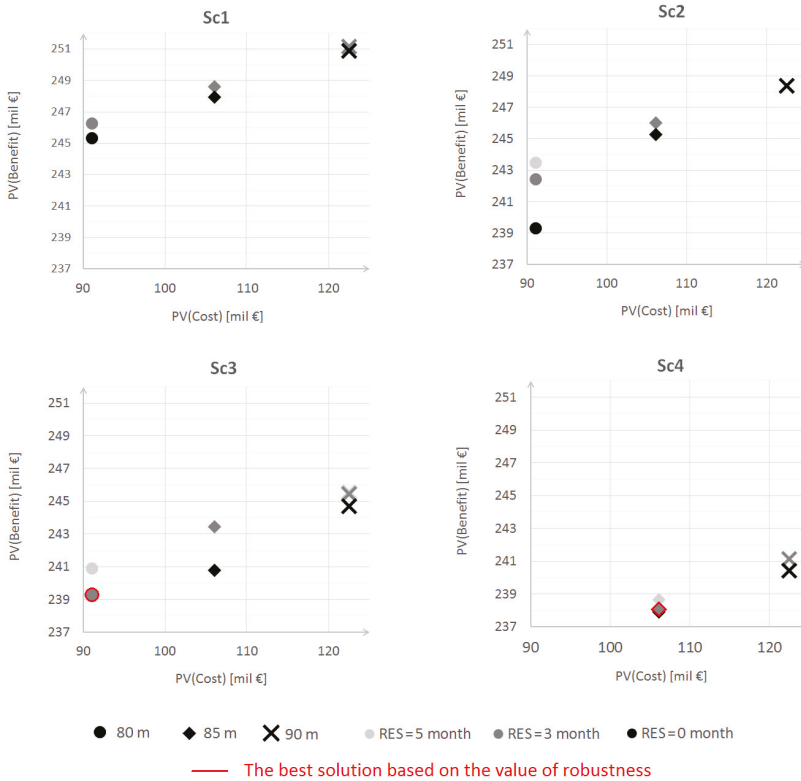 Sc1
PV(Benefit) [mil €]
251
249
247
245
243
241
239
237
90
100
110
120
PV(Cost) [mil €]
Sc2
PV(Benefit) [mil €]
251
249
247
245
243
241
239
237
90
100
110
120
PV(Cost) [mil €]
Sc3
PV(Benefit) [mil €]
251
249
247
245
243
241
239
237
90
100
110
120
PV(Cost) [mil €]
Sc4
PV(Benefit) [mil €]
251
249
247
245
243
241
239
237
90
100
110
120
PV(Cost) [mil €]
80 m
85 m
90 m
RES=5 month
RES=3 month
RES=0 month
The best solution based on the value of robustness